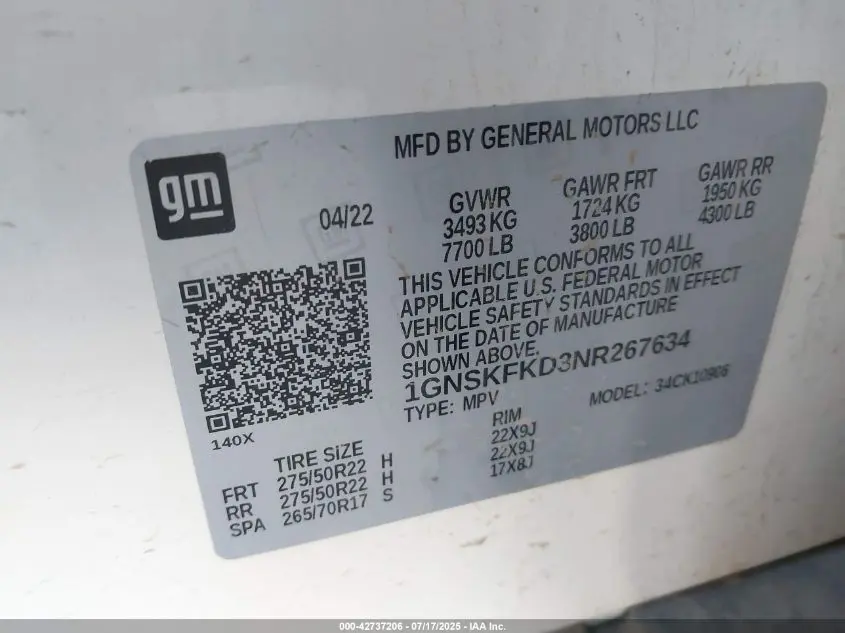 MFD BY GENERAL MOTORS LLC
gm
04/22
GVWR GAWR FRT GAWR RR
3493 KG 1724 KG 1950 KG
7700 LB 3800 LB 4300 LB
THIS VEHICLE CONFORMS TO ALL
APPLICABLE U.S. FEDERAL MOTOR
VEHICLE SAFETY STANDARDS IN EFFECT
ON THE DATE OF MANUFACTURE
SHOWN ABOVE.
1GNSKFKD3NR267634
TYPE: MPV MODEL: 34CK10906
140X
TIRE SIZE RIM
FRT 275/50R22 H 22X9J
RR 275/50R22 H 22X9J
SPA 265/70R17 S 17X8J
000-42737206 - 07/17/2025 - IAA Inc.